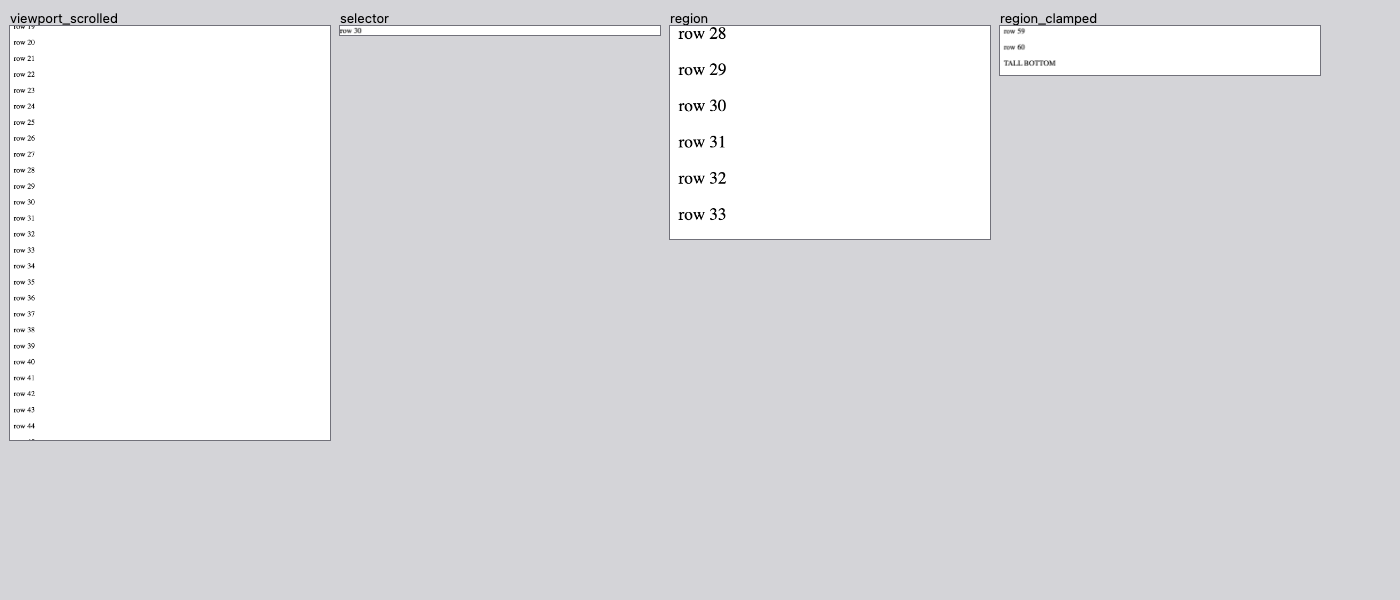 viewport_scrolled
row 19
row 20
row 21
row 22
row 23
row 24
row 25
row 26
row 27
row 28
row 29
row 30
row 31
row 32
row 33
row 34
row 35
row 36
row 37
row 38
row 39
row 40
row 41
row 42
row 43
row 44
selector
row 30
region
row 28
row 29
row 30
row 31
row 32
row 33
region_clamped
row 59
row 60
TALL BOTTOM